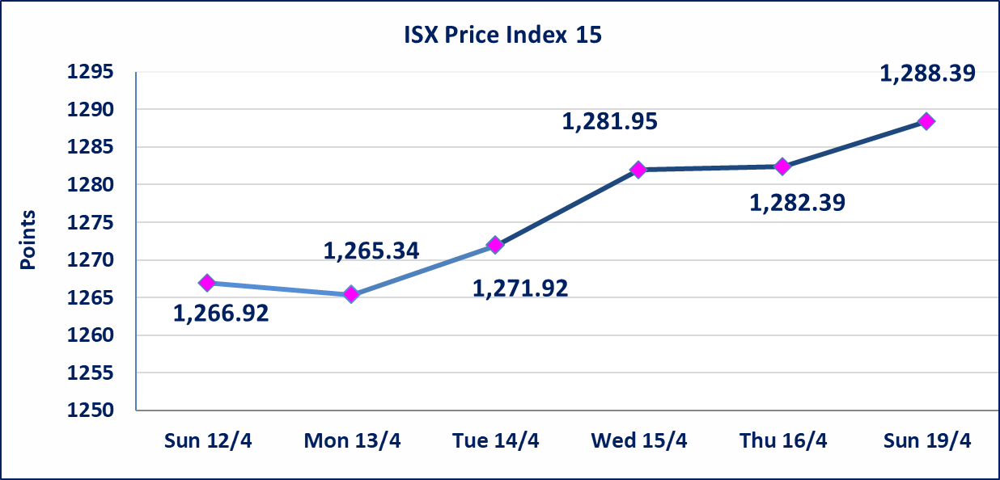 ISX Price Index 15
1295
1290
1285
1280
1275
1270
1265
1260
1255
1250
Points
1,266.92
1,265.34
1,271.92
1,281.95
1,282.39
1,288.39
Sun 12/4
Mon 13/4
Tue 14/4
Wed 15/4
Thu 16/4
Sun 19/4